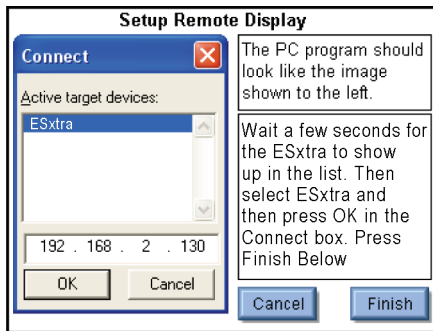 Setup Remote Display
Connect
Active target devices:
ESxtra
192 . 168 . 2 . 130
OK Cancel
The PC program should
look like the image
shown to the left.
Wait a few seconds for
the ESxtra to show
up in the list. Then
select ESxtra and
then press OK in the
Connect box. Press
Finish Below
Cancel Finish